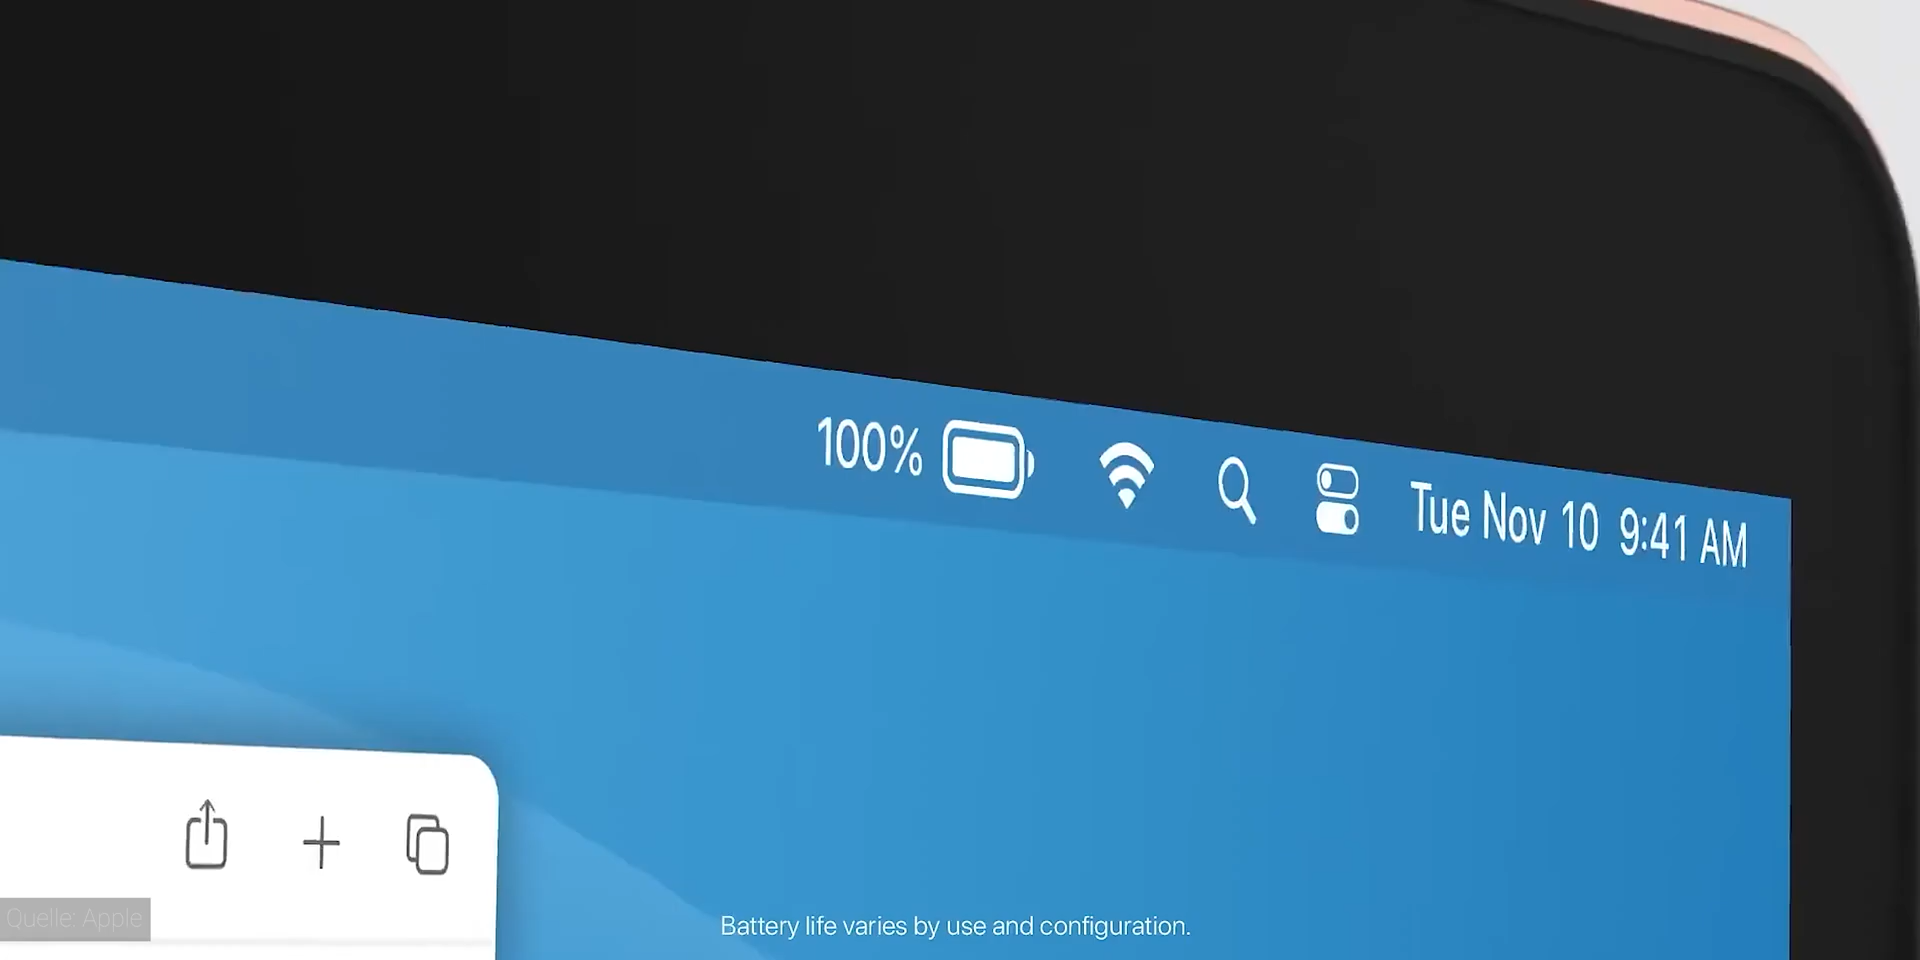 100%
Tue Nov 10 9:41 AM
Quelle: Apple
Battery life varies by use and configuration.